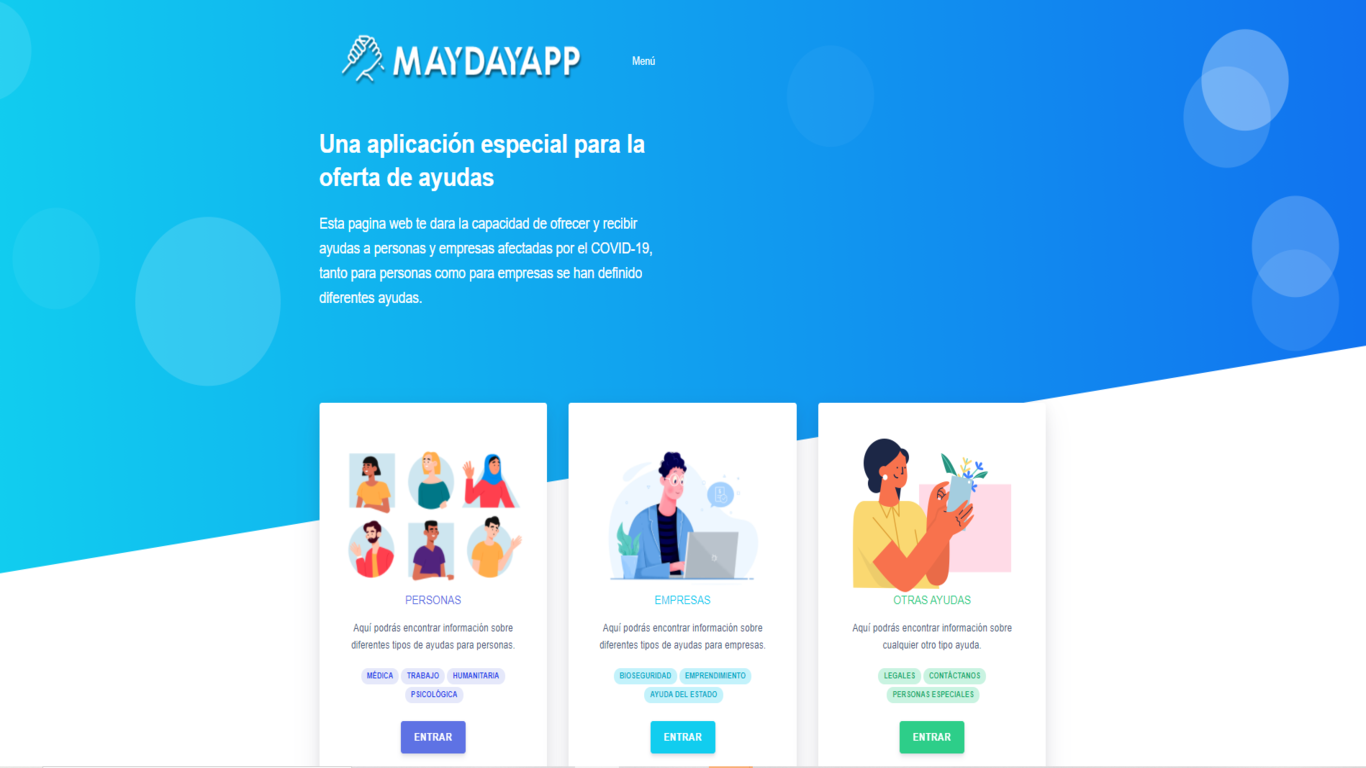 MAYDAYAPP
Menú
Una aplicación especial para la
oferta de ayudas
Esta pagina web te dara la capacidad de ofrecer y recibir
ayudas a personas y empresas afectadas por el COVID-19,
tanto para personas como para empresas se han definido
diferentes ayudas.
PERSONAS
Aquí podrás encontrar información sobre
diferentes tipos de ayudas para personas.
MÉDICA TRABAJO HUMANITARIA
PSICOLÓGICA
ENTRAR
EMPRESAS
Aquí podrás encontrar información sobre
diferentes tipos de ayudas para empresas.
BIOSEGURIDAD EMPRENDIMIENTO
AYUDA DEL ESTADO
ENTRAR
OTRAS AYUDAS
Aquí podrás encontrar información sobre
cualquier otro tipo ayuda.
LEGALES CONTÁCTANOS
PERSONAS ESPECIALES
ENTRAR